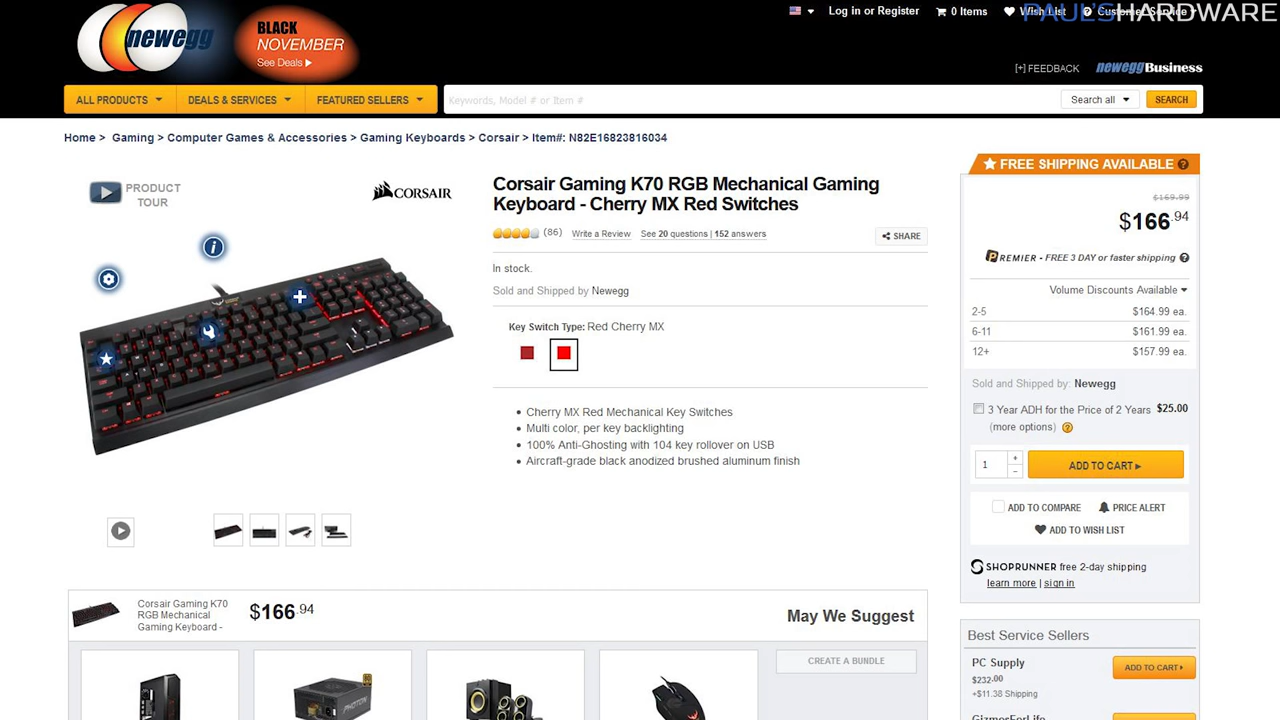 newegg
BLACK
NOVEMBER
See Deals
Log in or Register
0 Items
Wish List
Customer Service
PAUL'SHARDWARE
[+] FEEDBACK
neweggBusiness
ALL PRODUCTS
DEALS & SERVICES
FEATURED SELLERS
Keywords, Model # or Item #
Search all
SEARCH
Home > Gaming > Computer Games & Accessories > Gaming Keyboards > Corsair > Item#: N82E16823816034
PRODUCT
TOUR
CORSAIR
Corsair Gaming K70 RGB Mechanical Gaming
Keyboard - Cherry MX Red Switches
(86) Write a Review See 20 questions | 152 answers
SHARE
In stock.
Sold and Shipped by Newegg
Key Switch Type: Red Cherry MX
• Cherry MX Red Mechanical Key Switches
• Multi color, per key backlighting
• 100% Anti-Ghosting with 104 key rollover on USB
• Aircraft-grade black anodized brushed aluminum finish
FREE SHIPPING AVAILABLE ?
$169.99
$166.94
PREMIER - FREE 3 DAY or faster shipping ?
Volume Discounts Available
2-5 $164.99 ea.
6-11 $161.99 ea.
12+ $157.99 ea.
Sold and Shipped by: Newegg
3 Year ADH for the Price of 2 Years $25.00
(more options) ?
1 + -
ADD TO CART
ADD TO COMPARE
PRICE ALERT
ADD TO WISH LIST
SHOPRUNNER free 2-day shipping
learn more | sign in
Corsair Gaming K70
RGB Mechanical
Gaming Keyboard -
$166.94
May We Suggest
CREATE A BUNDLE
PHOTON
Best Service Sellers
PC Supply
$232.00
+$11.38 Shipping
ADD TO CART
GizmosForLife